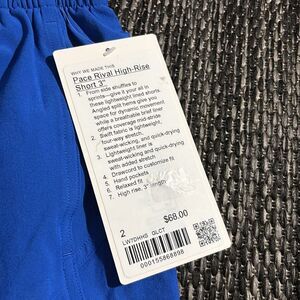 WHY WE MADE THIS
Pace Rival High-Rise
Short 3"
1. From side shuffles to
sprints—give it your all in
these lightweight lined shorts.
Angled split hems give you
space for dynamic movement
while a breathable brief liner
offers coverage mid-stride
2. Swift fabric is lightweight,
four-way stretch,
sweat-wicking, and quick-drying
3. Lightweight liner is
sweat-wicking and quick-drying
with added stretch
4. Drawcord to customize fit
5. Hand pockets
6. Relaxed fit
7. High rise, 3" length
2
$68.00
LW7DHMS QLCT
000155868898